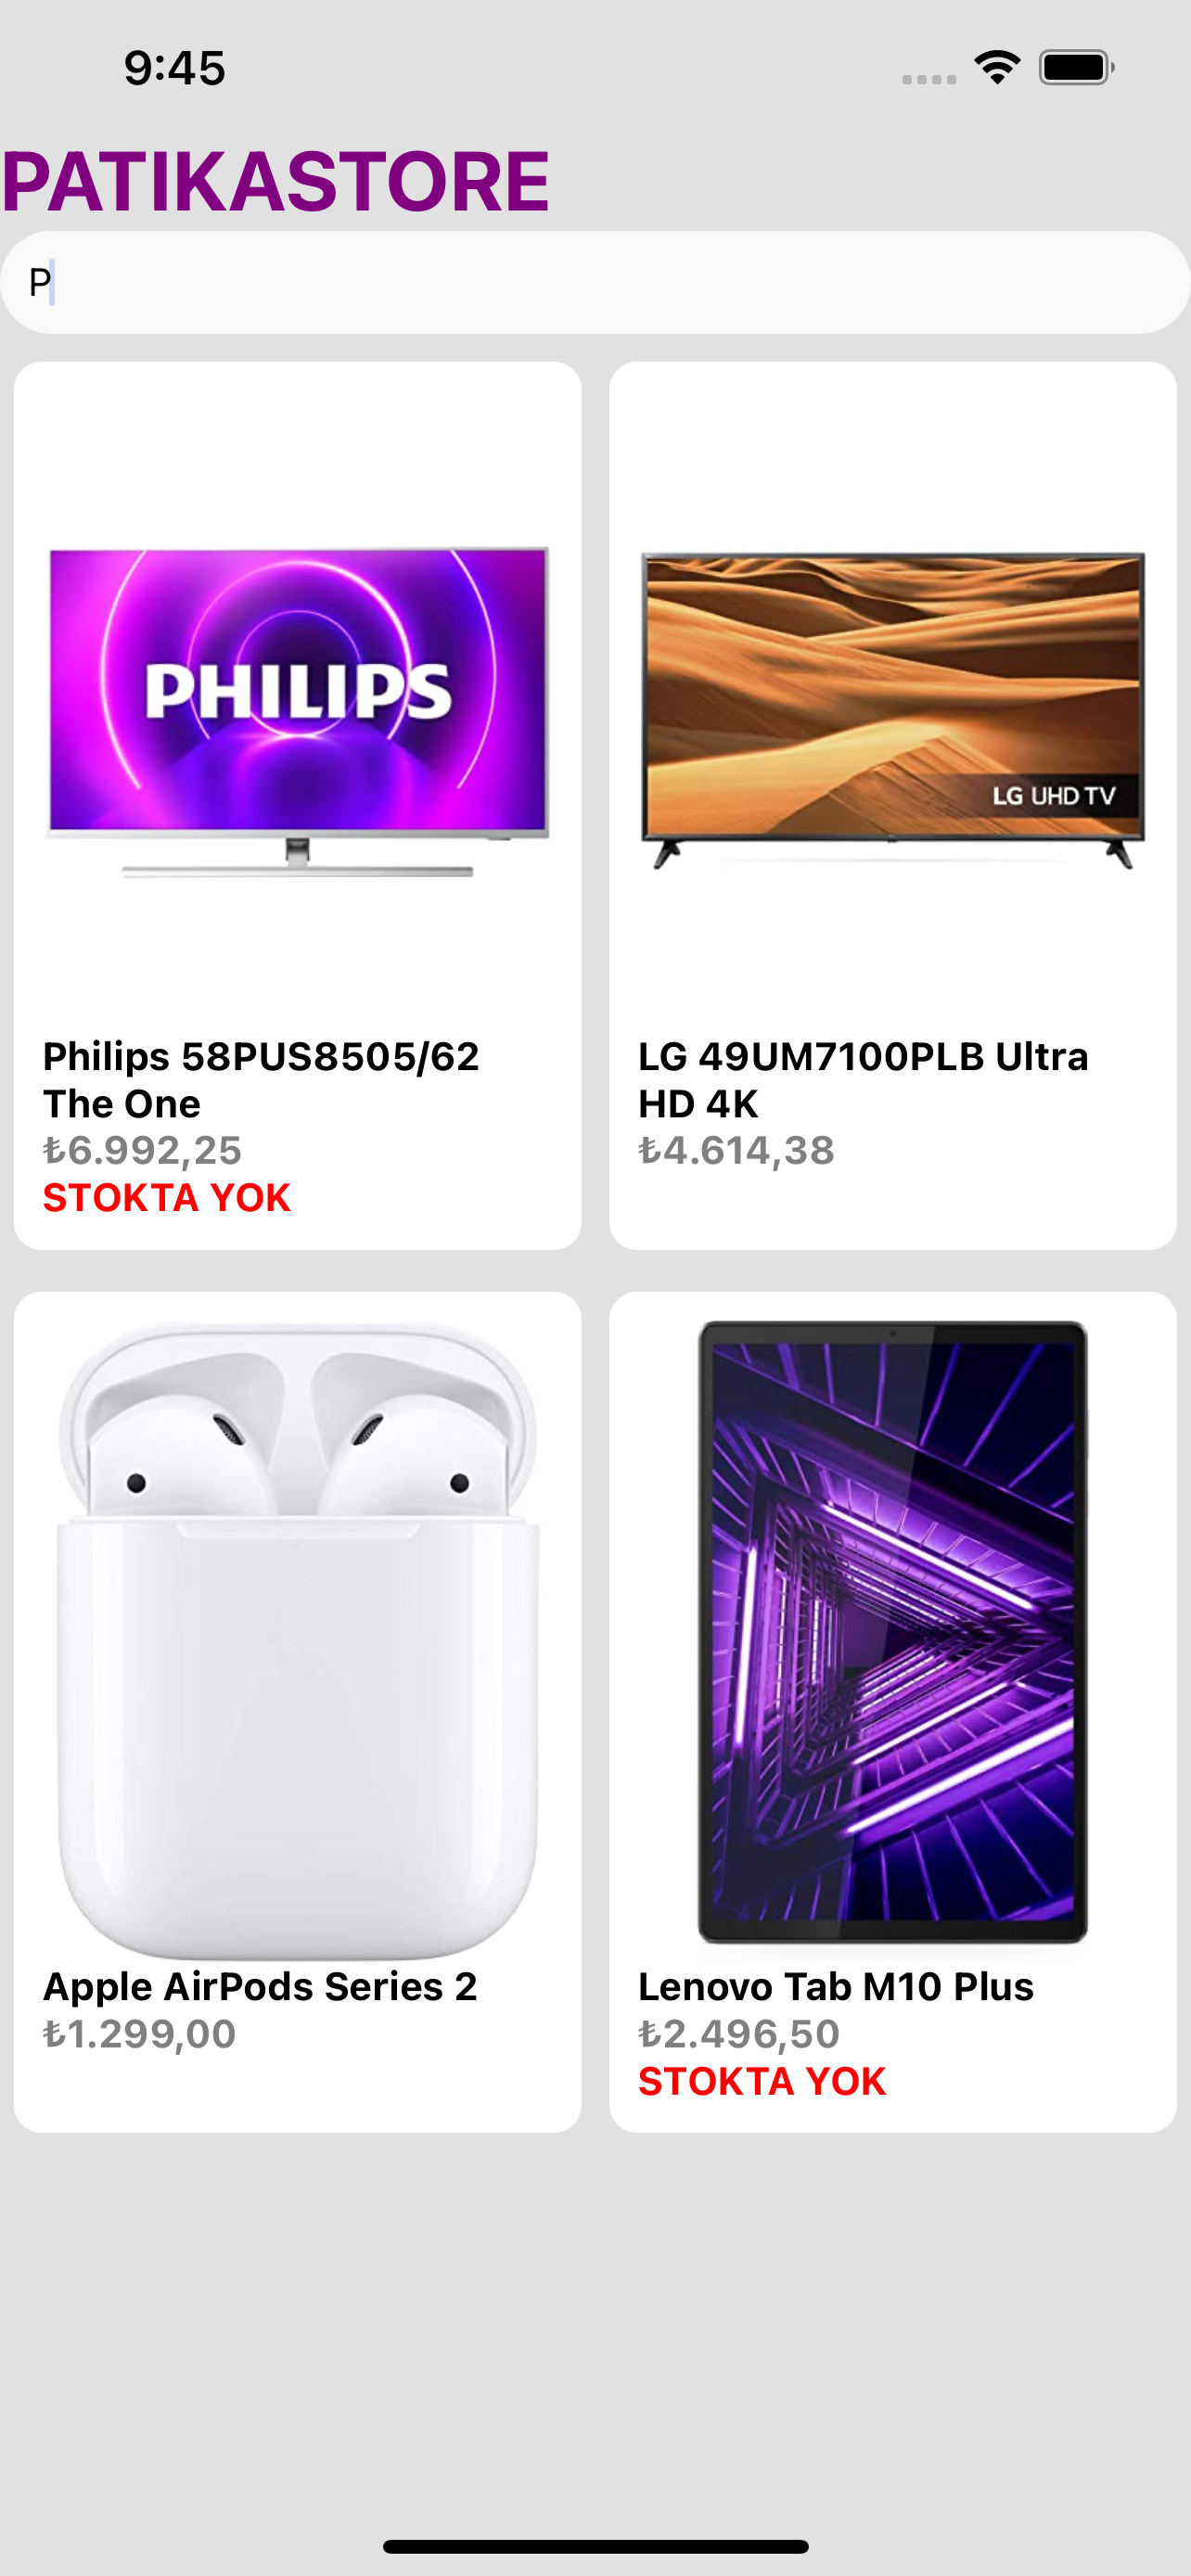 9:45
PATIKASTORE
P
PHILIPS
LG UHD TV
Philips 58PUS8505/62
The One
₺6.992,25
STOKTA YOK
LG 49UM7100PLB Ultra
HD 4K
₺4.614,38
Apple AirPods Series 2
₺1.299,00
Lenovo Tab M10 Plus
₺2.496,50
STOKTA YOK